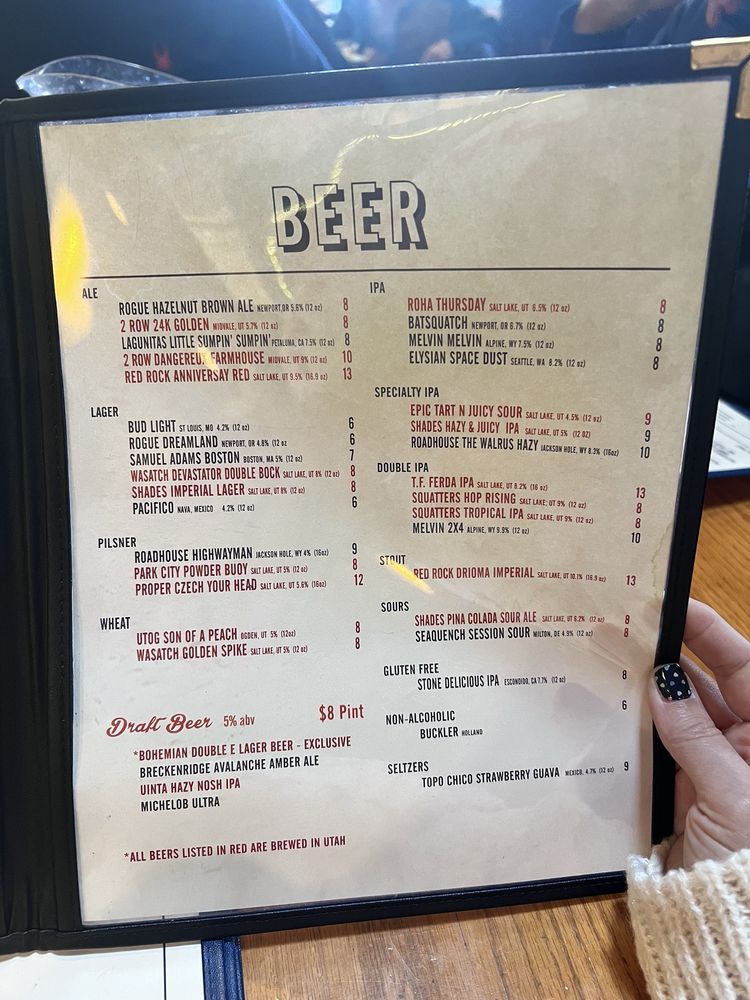 BEER
ALE
ROGUE HAZELNUT BROWN ALE NEWPORT,OR 5.6% (12 oz) 8
2 ROW 24K GOLDEN MIDVALE, UT 5.7% (12 oz) 8
LAGUNITAS LITTLE SUMPIN' SUMPIN' PETALUMA, CA 7.5% (12 oz) 8
2 ROW DANGEREUX FARMHOUSE MIDVALE, UT 9% (12 oz) 10
RED ROCK ANNIVERSAY RED SALT LAKE, UT 9.5% (16.9 oz) 13
LAGER
BUD LIGHT ST LOUIS, MO 4.2% (12 oz) 6
ROGUE DREAMLAND NEWPORT, OR 4.8% (12 oz 6
SAMUEL ADAMS BOSTON BOSTON, MA 5% (12 oz) 7
WASATCH DEVASTATOR DOUBLE BOCK SALT LAKE, UT 8% (12 oz) 8
SHADES IMPERIAL LAGER SALT LAKE, UT 8% (12 oz) 8
PACIFICO NAVA, MEXICO 4.2% (12 oz) 6
PILSNER
ROADHOUSE HIGHWAYMAN JACKSON HOLE, WY 4% (16oz) 9
PARK CITY POWDER BUOY SALT LAKE, UT 5% (12 oz) 8
PROPER CZECH YOUR HEAD SALT LAKE, UT 5.6% (16oz) 12
WHEAT
UTOG SON OF A PEACH OGDEN, UT 5% (12oz) 8
WASATCH GOLDEN SPIKE SALT LAKE, UT 5% (12 oz) 8
Draft Beer 5% abv $8 Pint
*BOHEMIAN DOUBLE E LAGER BEER - EXCLUSIVE
BRECKENRIDGE AVALANCHE AMBER ALE
UINTA HAZY NOSH IPA
MICHELOB ULTRA
*ALL BEERS LISTED IN RED ARE BREWED IN UTAH
IPA
ROHA THURSDAY SALT LAKE, UT 6.5% (12 oz) 8
BATSQUATCH NEWPORT, OR 6.7% (12 oz) 8
MELVIN MELVIN ALPINE, WY 7.5% (12 oz) 8
ELYSIAN SPACE DUST SEATTLE, WA 8.2% (12 oz) 8
SPECIALTY IPA
EPIC TART N JUICY SOUR SALT LAKE, UT 4.5% (12 oz) 9
SHADES HAZY & JUICY IPA SALT LAKE, UT 5% (12 OZ) 9
ROADHOUSE THE WALRUS HAZY JACKSON HOLE, WY 8.3% (16oz) 10
DOUBLE IPA
T.F. FERDA IPA SALT LAKE, UT 8.2% (16 oz) 13
SQUATTERS HOP RISING SALT LAKE, UT 9% (12 oz) 8
SQUATTERS TROPICAL IPA SALT LAKE, UT 9% (12 oz) 8
MELVIN 2X4 ALPINE, WY 9.9% (12 oz) 10
STOUT
RED ROCK DRIOMA IMPERIAL SALT LAKE, UT 10.1% (16.9 oz) 13
SOURS
SHADES PINA COLADA SOUR ALE SALT LAKE, UT 6.2% (12 oz) 8
SEAQUENCH SESSION SOUR MILTON, DE 4.9% (12 oz) 8
GLUTEN FREE
STONE DELICIOUS IPA ESCONDIDO, CA 7.7% (12 oz) 8
NON-ALCOHOLIC 6
BUCKLER HOLLAND
SELTZERS
TOPO CHICO STRAWBERRY GUAVA MEXICO, 4.7% (12 oz) 9